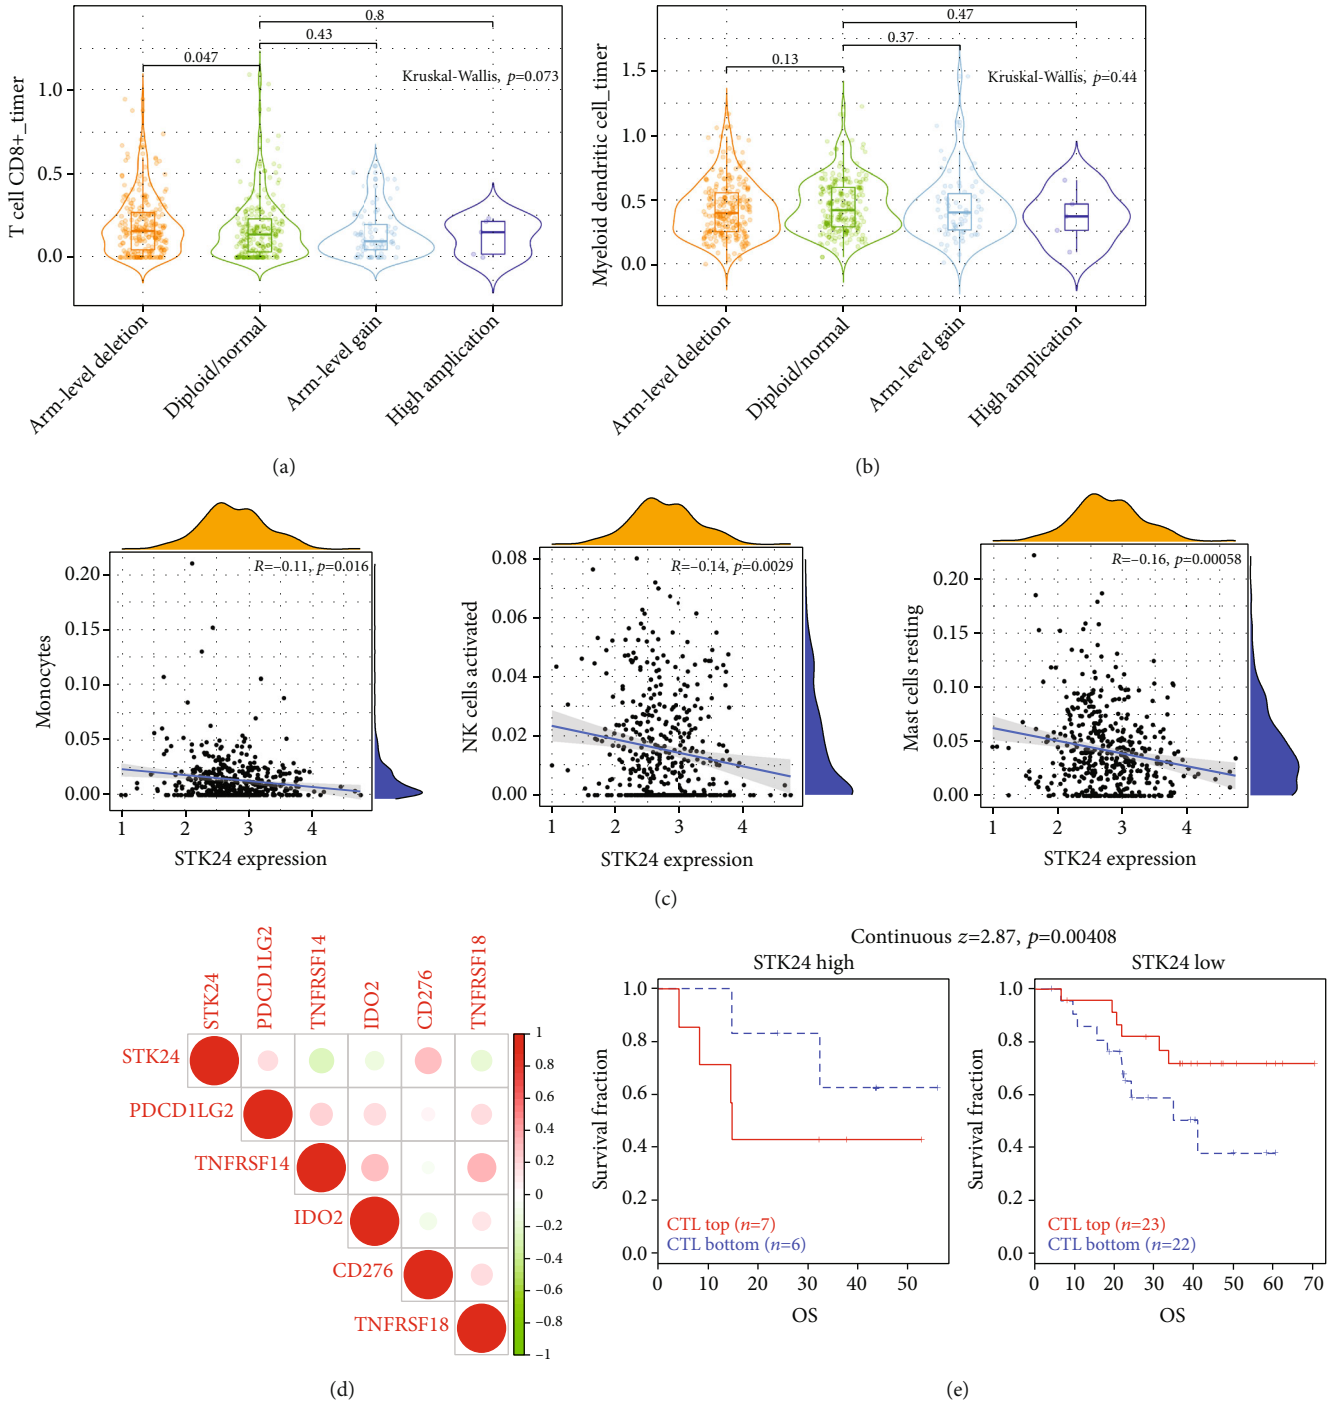 T cell CD8+_timer
1.0
0.5
0.0
0.8
0.43
0.047
Kruskal-Wallis, p=0.073
Arm-level deletion
Diploid/normal
Arm-level gain
High amplication
(a)
Myeloid dendritic cell_timer
1.5
1.0
0.5
0.0
0.47
0.37
0.13
Kruskal-Wallis, p=0.44
Arm-level deletion
Diploid/normal
Arm-level gain
High amplication
(b)
Monocytes
0.20
0.15
0.10
0.05
0.00
R=−0.11, p=0.016
1 2 3 4
STK24 expression
NK cells activated
0.08
0.06
0.04
0.02
0.00
R=−0.14, p=0.0029
1 2 3 4
STK24 expression
Mast cells resting
0.20
0.15
0.10
0.05
0.00
R=−0.16, p=0.00058
1 2 3 4
STK24 expression
(c)
STK24 PDCD1LG2 TNFRSF14 IDO2 CD276 TNFRSF18
STK24
PDCD1LG2
TNFRSF14
IDO2
CD276
TNFRSF18
1
0.8
0.6
0.4
0.2
0
−0.2
−0.4
−0.6
−0.8
−1
(d)
Continuous z=2.87, p=0.00408
STK24 high
Survival fraction
1.0
0.8
0.6
0.4
0.2
0.0
CTL top (n=7)
CTL bottom (n=6)
0 10 20 30 40 50
OS
STK24 low
Survival fraction
1.0
0.8
0.6
0.4
0.2
0.0
CTL top (n=23)
CTL bottom (n=22)
0 10 20 30 40 50 60 70
OS
(e)